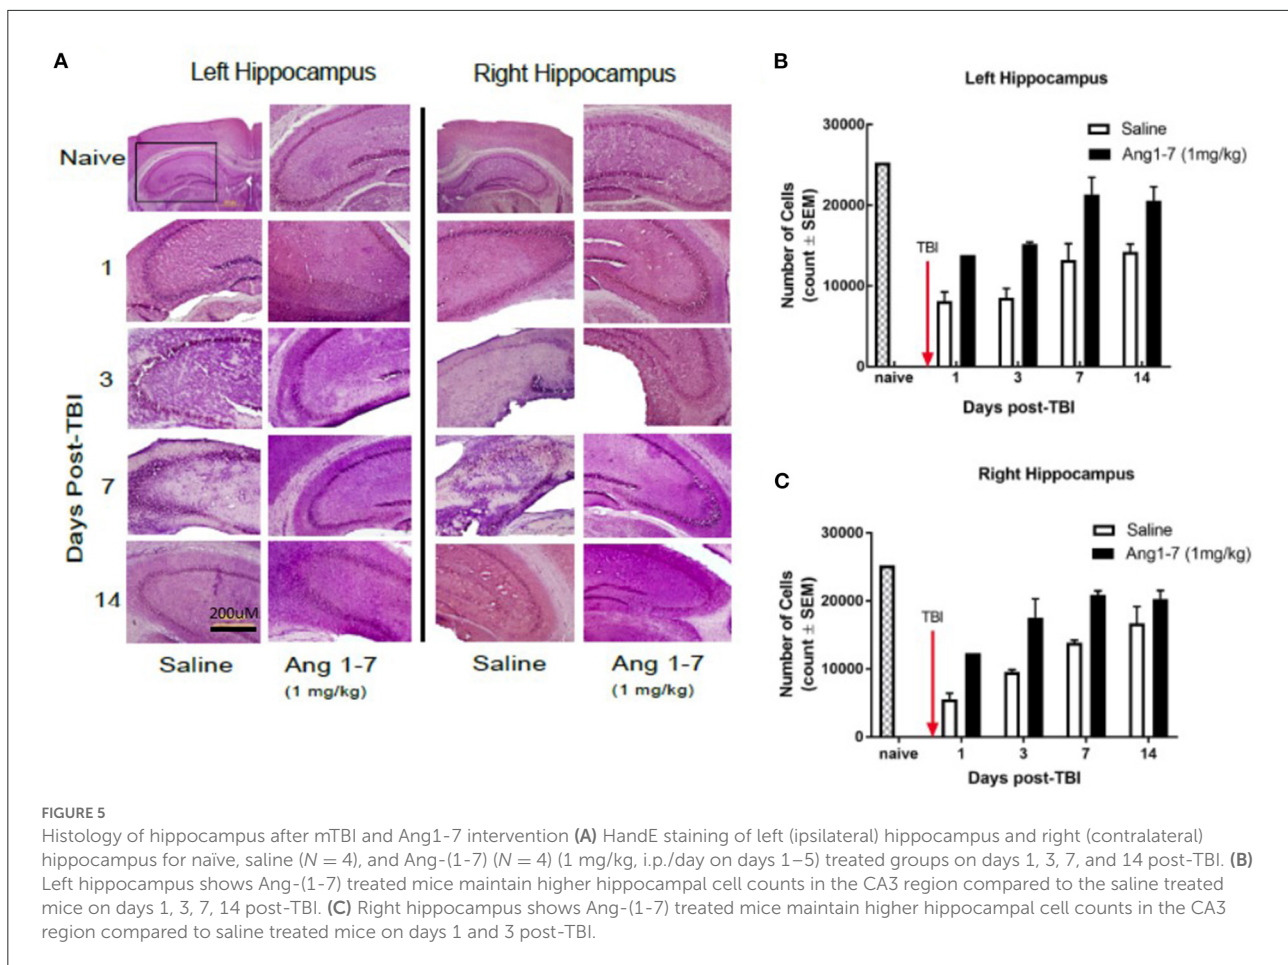 A
Left Hippocampus
Right Hippocampus
Naive
1
3
7
14
Days Post-TBI
200uM
Saline
Ang 1-7
(1 mg/kg)
Saline
Ang 1-7
(1 mg/kg)
B
Left Hippocampus
Saline
Ang1-7 (1mg/kg)
Number of Cells
(count ± SEM)
30000
20000
10000
0
TBI
naive
1
3
7
14
Days post-TBI
C
Right Hippocampus
Saline
Ang1-7 (1mg/kg)
Number of Cells
(count ± SEM)
30000
20000
10000
0
TBI
naive
1
3
7
14
Days post-TBI
FIGURE 5
Histology of hippocampus after mTBI and Ang1-7 intervention (A) HandE staining of left (ipsilateral) hippocampus and right (contralateral)
hippocampus for naïve, saline (N = 4), and Ang-(1-7) (N = 4) (1 mg/kg, i.p./day on days 1–5) treated groups on days 1, 3, 7, and 14 post-TBI. (B)
Left hippocampus shows Ang-(1-7) treated mice maintain higher hippocampal cell counts in the CA3 region compared to the saline treated
mice on days 1, 3, 7, 14 post-TBI. (C) Right hippocampus shows Ang-(1-7) treated mice maintain higher hippocampal cell counts in the CA3
region compared to saline treated mice on days 1 and 3 post-TBI.